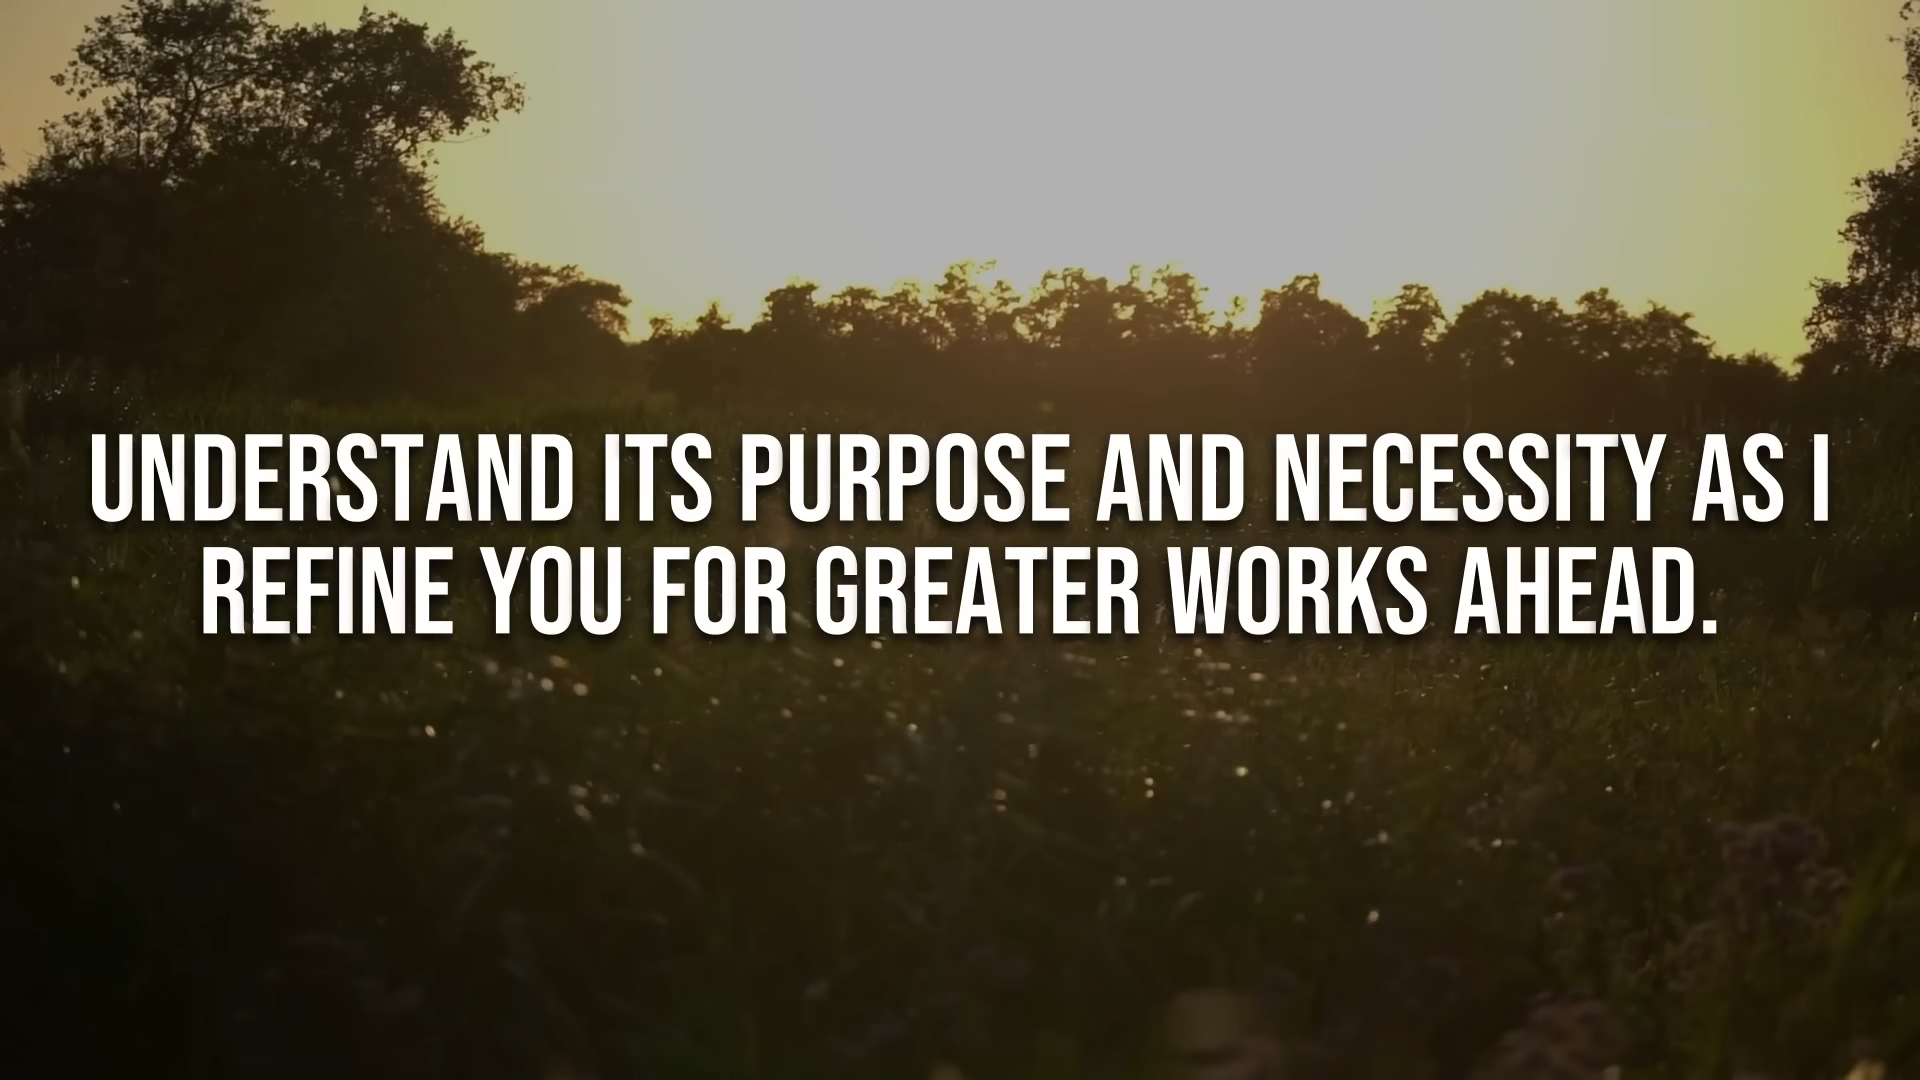 UNDERSTAND ITS PURPOSE AND NECESSITY AS I
REFINE YOU FOR GREATER WORKS AHEAD.